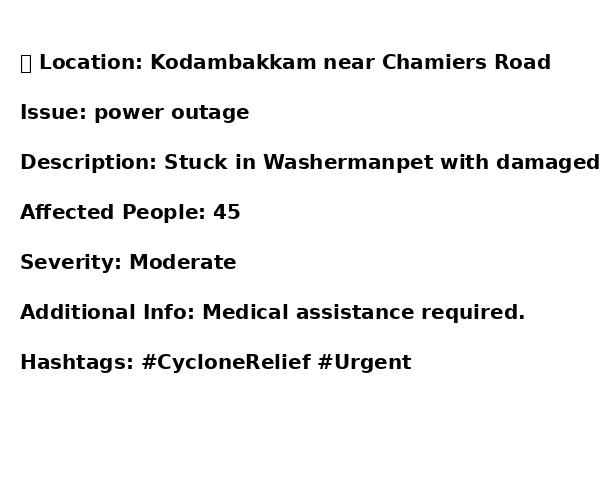 Location: Kodambakkam near Chamiers Road
Issue: power outage
Description: Stuck in Washermanpet with damaged
Affected People: 45
Severity: Moderate
Additional Info: Medical assistance required.
Hashtags: #CycloneRelief #Urgent